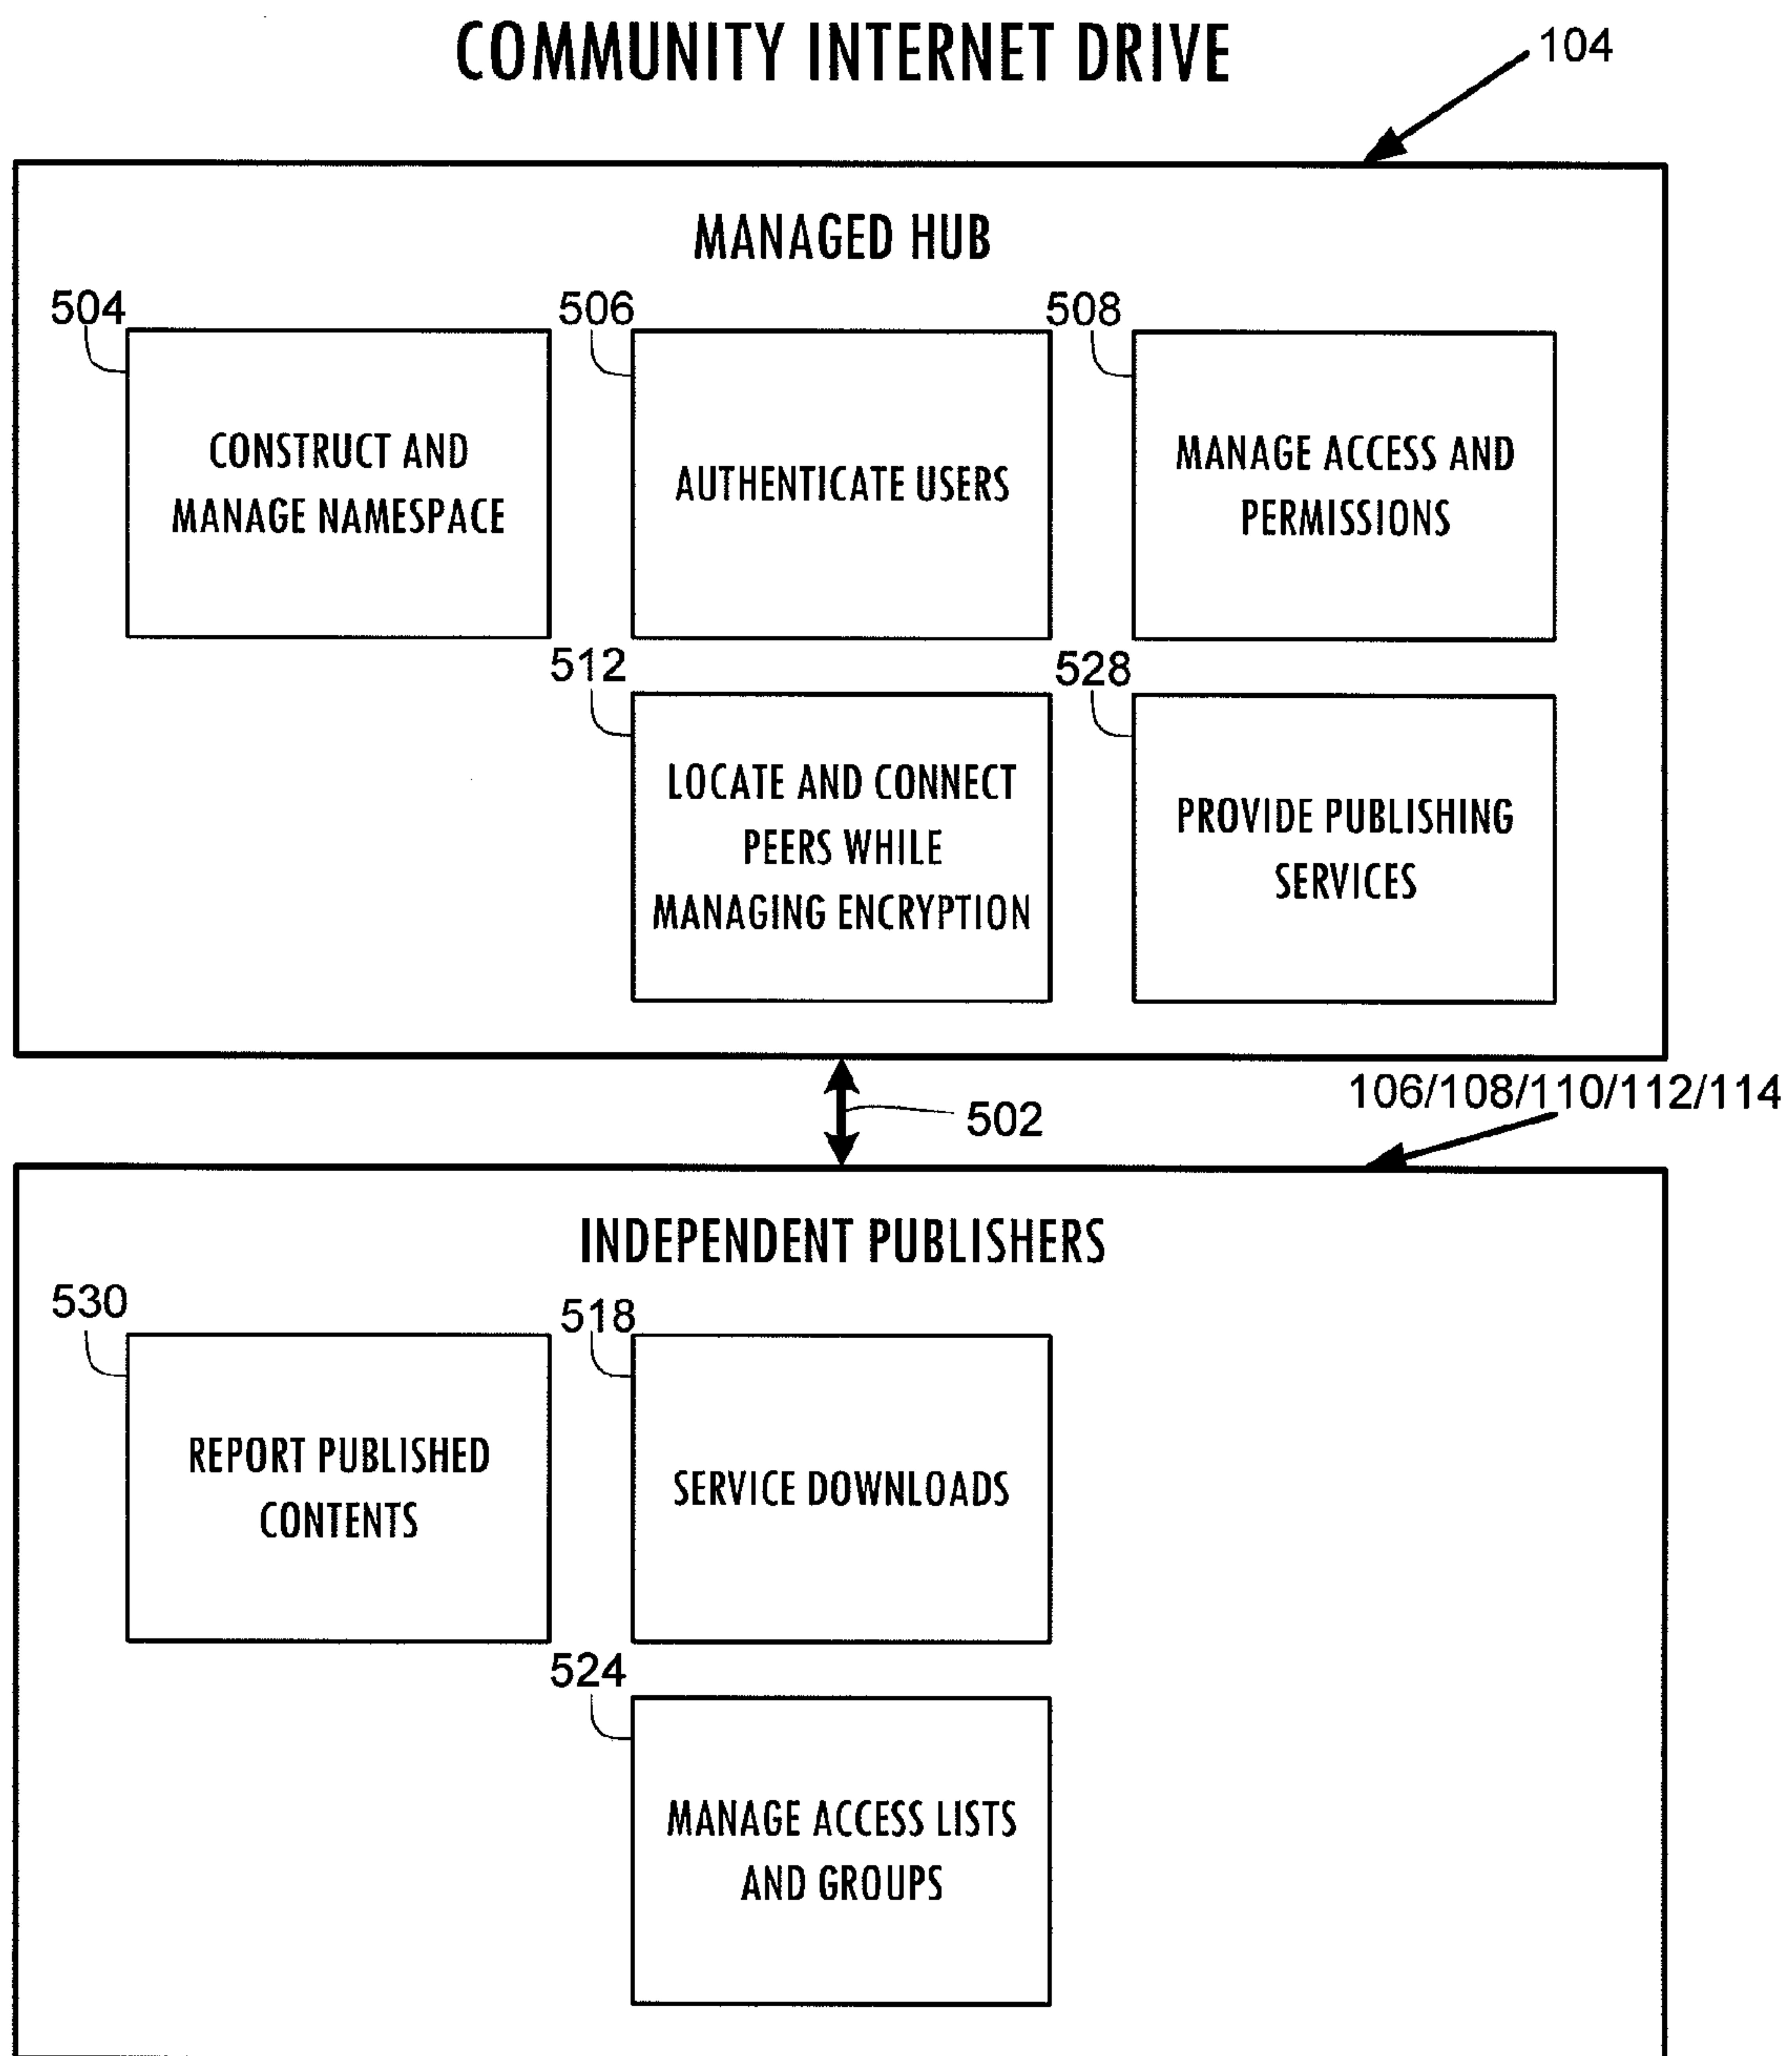 COMMUNITY INTERNET DRIVE
104
MANAGED HUB
504
506
508
CONSTRUCT AND
MANAGE NAMESPACE
AUTHENTICATE USERS
MANAGE ACCESS AND
PERMISSIONS
512
528
LOCATE AND CONNECT
PEERS WHILE
MANAGING ENCRYPTION
PROVIDE PUBLISHING
SERVICES
502
106/108/110/112/114
INDEPENDENT PUBLISHERS
530
518
REPORT PUBLISHED
CONTENTS
SERVICE DOWNLOADS
524
MANAGE ACCESS LISTS
AND GROUPS